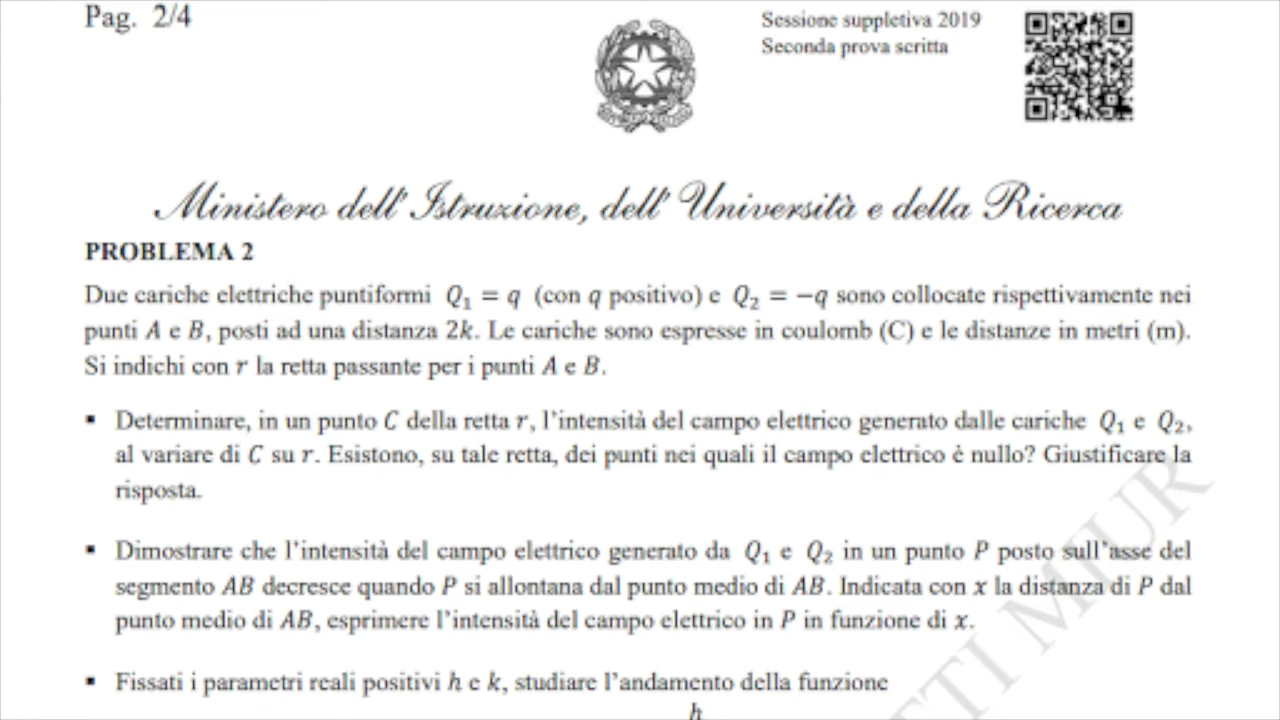 Pag. 2/4
Sessione suppletiva 2019
Seconda prova scritta
Ministero dell'Istruzione, dell'Università e della Ricerca
PROBLEMA 2
Due cariche elettriche puntiformi Q₁ = q (con q positivo) e Q₂ = −q sono collocate rispettivamente nei
punti A e B, posti ad una distanza 2k. Le cariche sono espresse in coulomb (C) e le distanze in metri (m).
Si indichi con r la retta passante per i punti A e B.
▪ Determinare, in un punto C della retta r, l'intensità del campo elettrico generato dalle cariche Q₁ e Q₂,
al variare di C su r. Esistono, su tale retta, dei punti nei quali il campo elettrico è nullo? Giustificare la
risposta.
▪ Dimostrare che l'intensità del campo elettrico generato da Q₁ e Q₂ in un punto P posto sull'asse del
segmento AB decresce quando P si allontana dal punto medio di AB. Indicata con x la distanza di P dal
punto medio di AB, esprimere l'intensità del campo elettrico in P in funzione di x.
▪ Fissati i parametri reali positivi h e k, studiare l'andamento della funzione
h
MIUR